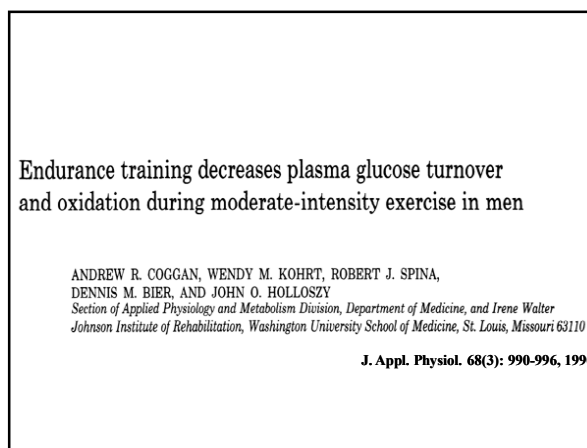 Endurance training decreases plasma glucose turnover
and oxidation during moderate-intensity exercise in men
ANDREW R. COGGAN, WENDY M. KOHRT, ROBERT J. SPINA,
DENNIS M. BIER, AND JOHN O. HOLLOSZY
Section of Applied Physiology and Metabolism Division, Department of Medicine, and Irene Walter
Johnson Institute of Rehabilitation, Washington University School of Medicine, St. Louis, Missouri 63110
J. Appl. Physiol. 68(3): 990-996, 199